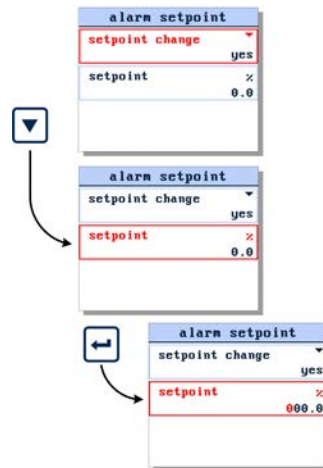 alarm setpoint
setpoint change
yes
setpoint %
0.0
alarm setpoint
setpoint change
yes
setpoint %
0.0
alarm setpoint
setpoint change
yes
setpoint %
000.0